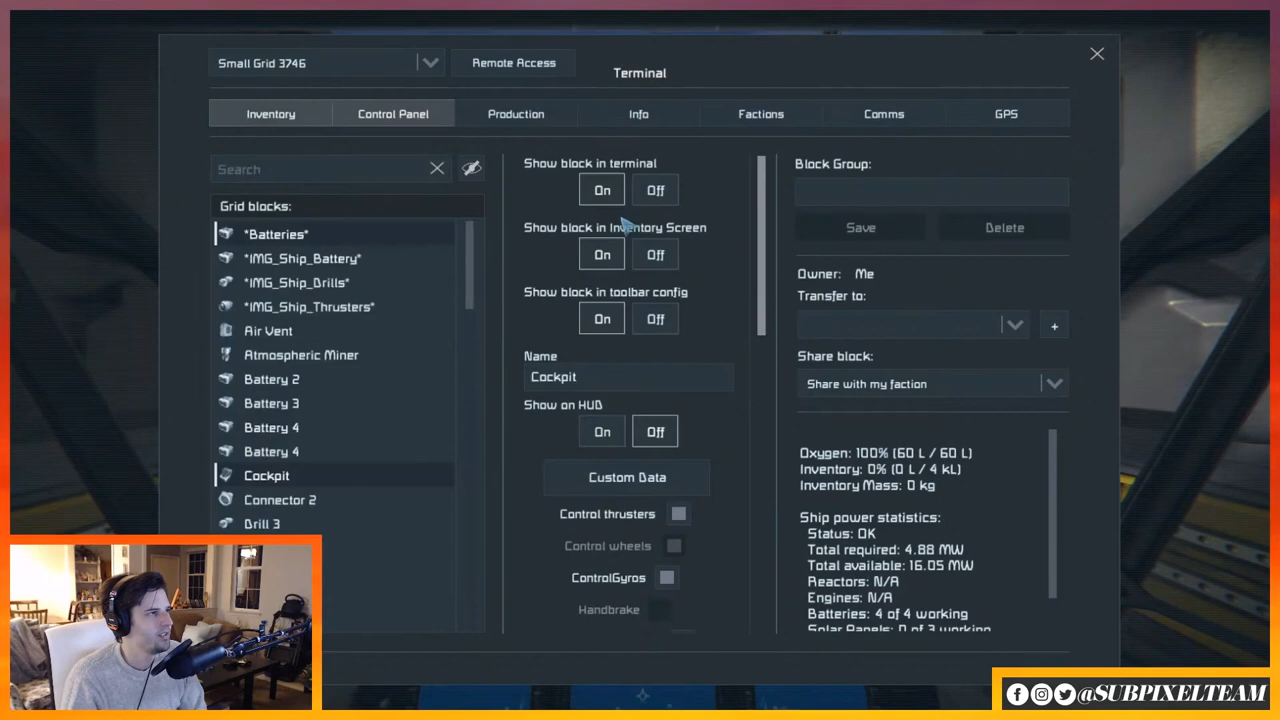 Small Grid 3746
Remote Access
Terminal
Inventory
Control Panel
Production
Info
Factions
Comms
GPS
Search
Grid blocks:
*Batteries*
*IMG_Ship_Battery*
*IMG_Ship_Drills*
*IMG_Ship_Thrusters*
Air Vent
Atmospheric Miner
Battery 2
Battery 3
Battery 4
Battery 4
Cockpit
Connector 2
Drill 3
Show block in terminal
On Off
Show block in Inventory Screen
On Off
Show block in toolbar config
On Off
Name
Cockpit
Show on HUD
On Off
Custom Data
Control thrusters
Control wheels
ControlGyros
Handbrake
Block Group:
Save Delete
Owner: Me
Transfer to:
+
Share block:
Share with my faction
Oxygen: 100% (60 L / 60 L)
Inventory: 0% (0 L / 4 kL)
Inventory Mass: 0 kg
Ship power statistics:
Status: OK
Total required: 4.88 MW
Total available: 16.05 MW
Reactors: N/A
Engines: N/A
Batteries: 4 of 4 working
Solar Panels: 0 of 3 working
@SUBPIXELTEAM